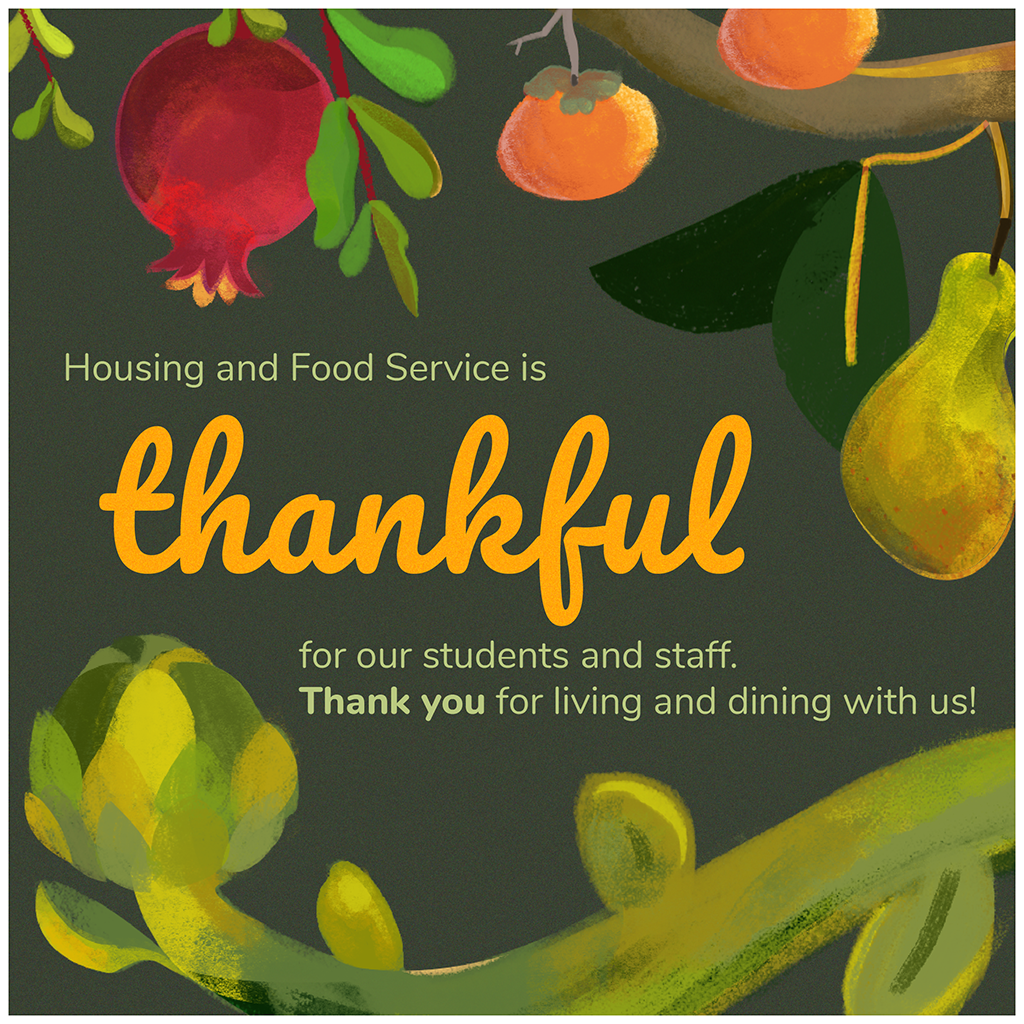 Housing and Food Service is
thankful
for our students and staff.
Thank you for living and dining with us!